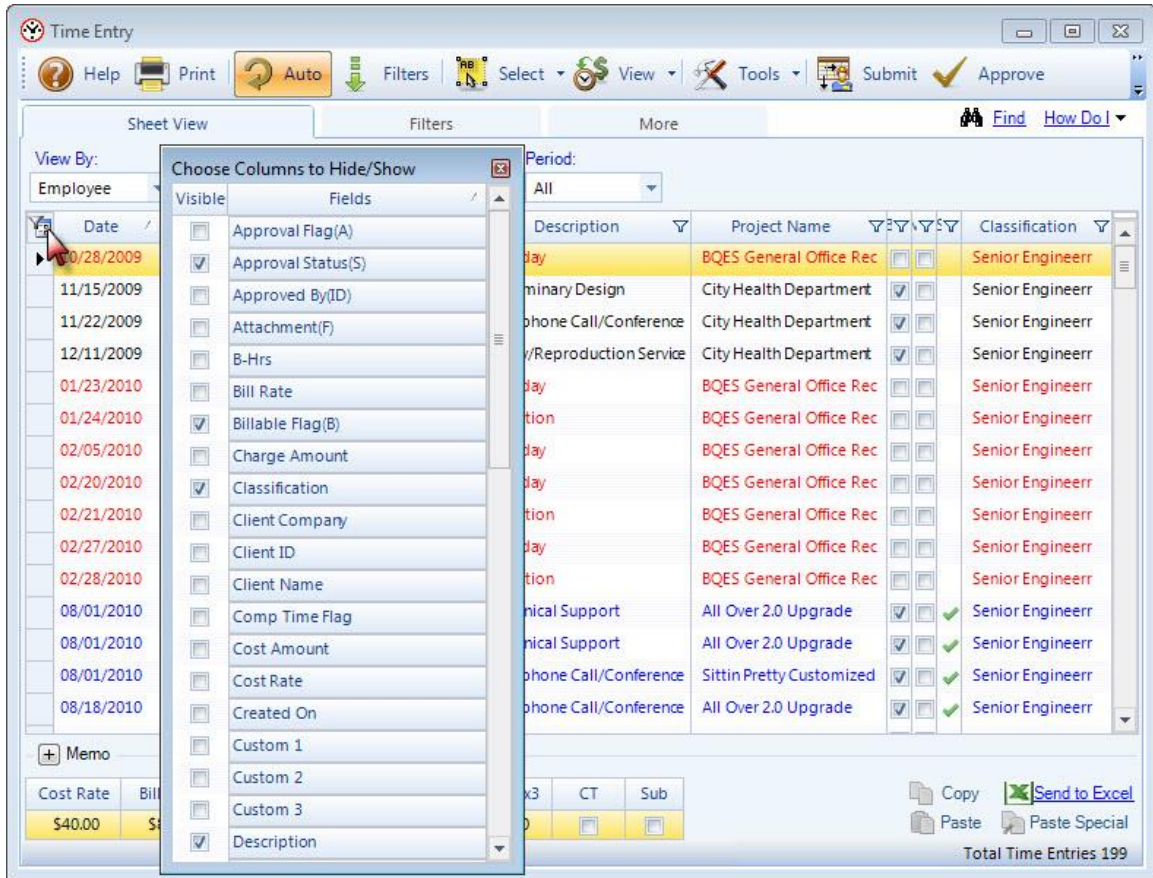 Time Entry
Help Print Auto Filters Select View Tools Submit Approve
Sheet View Filters More Find How Do I
View By: Period:
Employee All
Choose Columns to Hide/Show
Visible Fields
Approval Flag(A)
Approval Status(S)
Approved By(ID)
Attachment(F)
B-Hrs
Bill Rate
Billable Flag(B)
Charge Amount
Classification
Client Company
Client ID
Client Name
Comp Time Flag
Cost Amount
Cost Rate
Created On
Custom 1
Custom 2
Custom 3
Description
Date Description Project Name Classification
0/28/2009 day BQES General Office Rec Senior Engineerr
11/15/2009 minary Design City Health Department Senior Engineerr
11/22/2009 phone Call/Conference City Health Department Senior Engineerr
12/11/2009 y/Reproduction Service City Health Department Senior Engineerr
01/23/2010 day BQES General Office Rec Senior Engineerr
01/24/2010 tion BQES General Office Rec Senior Engineerr
02/05/2010 day BQES General Office Rec Senior Engineerr
02/20/2010 day BQES General Office Rec Senior Engineerr
02/21/2010 tion BQES General Office Rec Senior Engineerr
02/27/2010 day BQES General Office Rec Senior Engineerr
02/28/2010 tion BQES General Office Rec Senior Engineerr
08/01/2010 nical Support All Over 2.0 Upgrade Senior Engineerr
08/01/2010 nical Support All Over 2.0 Upgrade Senior Engineerr
08/01/2010 phone Call/Conference Sittin Pretty Customized Senior Engineerr
08/18/2010 phone Call/Conference All Over 2.0 Upgrade Senior Engineerr
Memo
Cost Rate Bill x3 CT Sub Copy Send to Excel
$40.00 Paste Paste Special
Total Time Entries 199